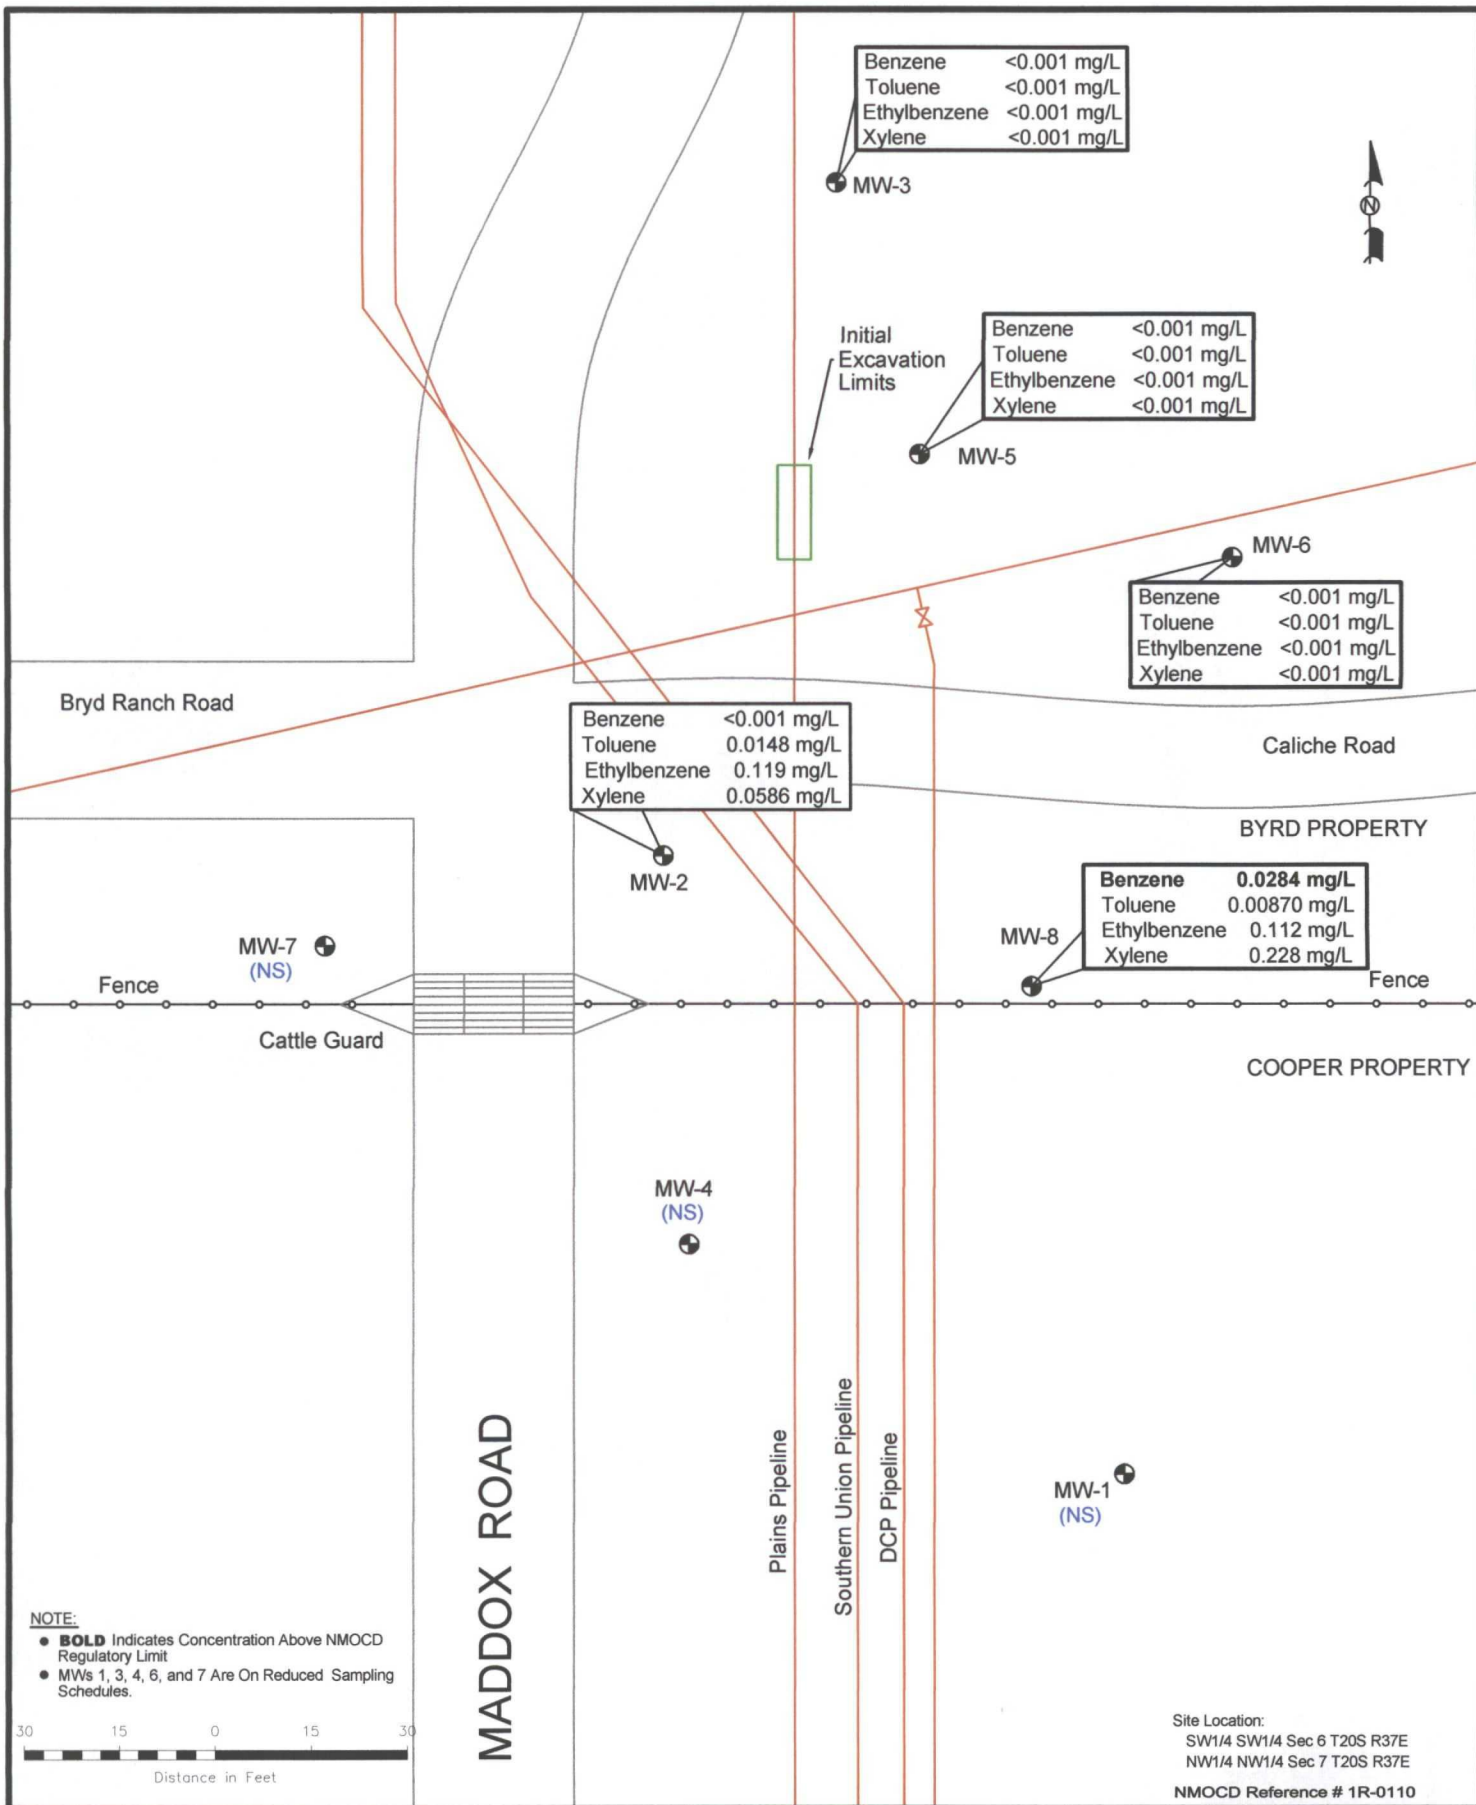 Benzene <0.001 mg/L
Toluene <0.001 mg/L
Ethylbenzene <0.001 mg/L
Xylene <0.001 mg/L
MW-3
N
Initial
Excavation
Limits
Benzene <0.001 mg/L
Toluene <0.001 mg/L
Ethylbenzene <0.001 mg/L
Xylene <0.001 mg/L
MW-5
MW-6
Benzene <0.001 mg/L
Toluene <0.001 mg/L
Ethylbenzene <0.001 mg/L
Xylene <0.001 mg/L
Bryd Ranch Road
Benzene <0.001 mg/L
Toluene 0.0148 mg/L
Ethylbenzene 0.119 mg/L
Xylene 0.0586 mg/L
Caliche Road
BYRD PROPERTY
MW-2
Benzene 0.0284 mg/L
Toluene 0.00870 mg/L
Ethylbenzene 0.112 mg/L
Xylene 0.228 mg/L
MW-8
MW-7
(NS)
Fence
Fence
Cattle Guard
COOPER PROPERTY
MW-4
(NS)
MADDOX ROAD
Plains Pipeline
Southern Union Pipeline
DCP Pipeline
MW-1
(NS)
NOTE:
BOLD Indicates Concentration Above NMOCD
Regulatory Limit
MWs 1, 3, 4, 6, and 7 Are On Reduced Sampling
Schedules.
30 15 0 15 30
Distance in Feet
Site Location:
SW1/4 SW1/4 Sec 6 T20S R37E
NW1/4 NW1/4 Sec 7 T20S R37E
NMOCD Reference # 1R-0110